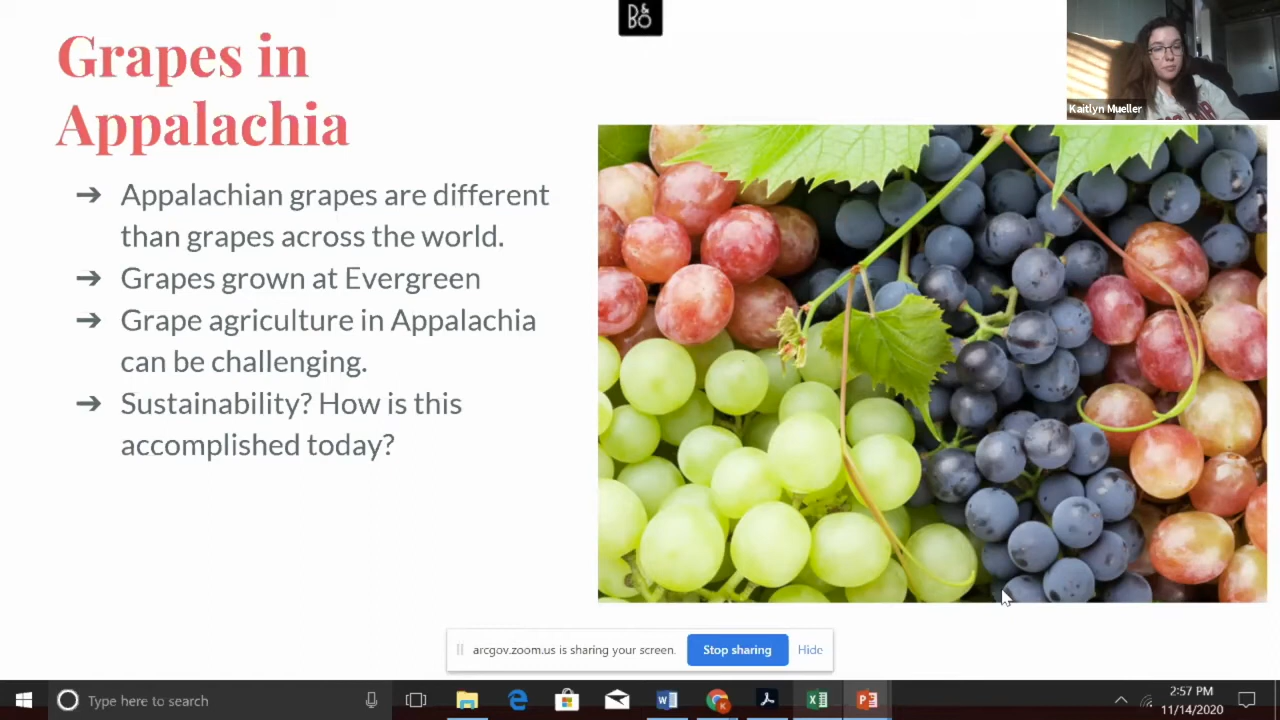 B&O
Grapes in
Appalachia
Kaitlyn Mueller
➔ Appalachian grapes are different
than grapes across the world.
➔ Grapes grown at Evergreen
➔ Grape agriculture in Appalachia
can be challenging.
➔ Sustainability? How is this
accomplished today?
arcgov.zoom.us is sharing your screen. Stop sharing Hide
Type here to search
2:57 PM
11/14/2020